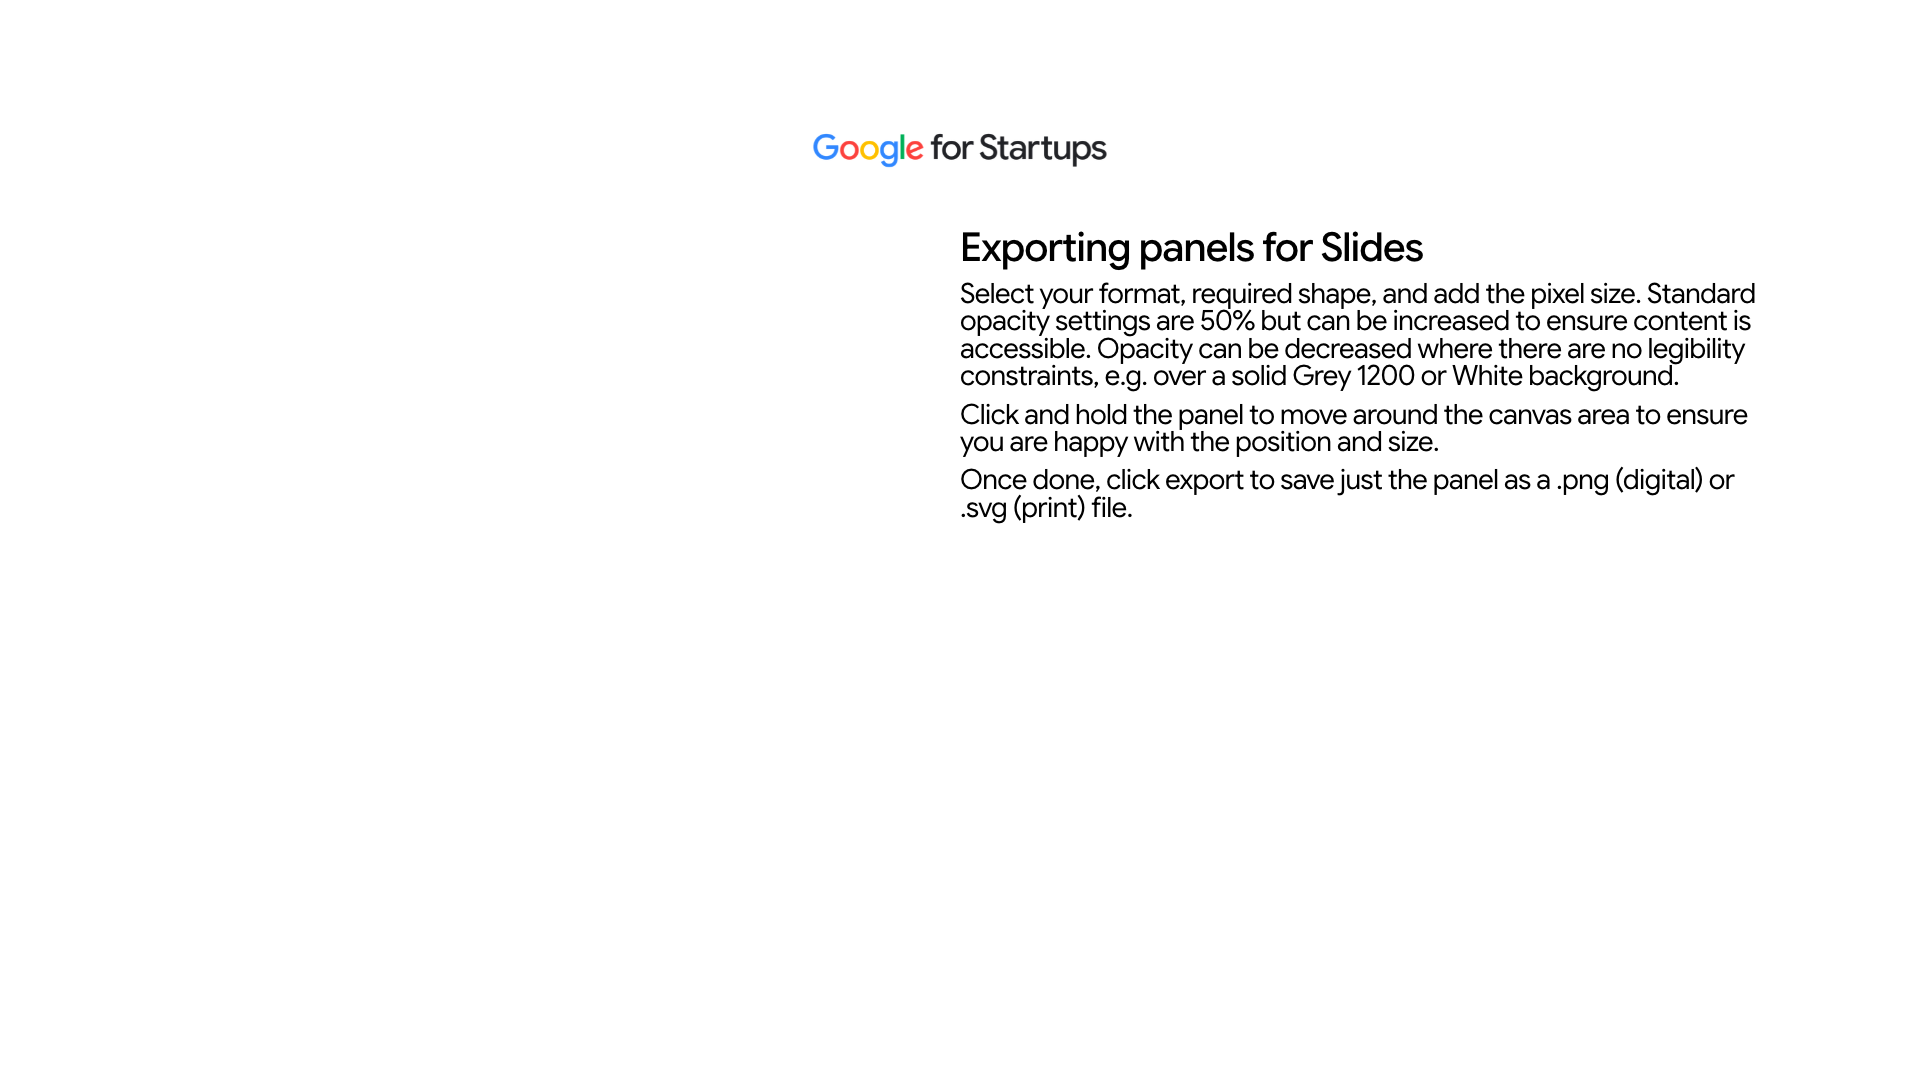 Google for Startups
Exporting panels for Slides
Select your format, required shape, and add the pixel size. Standard
opacity settings are 50% but can be increased to ensure content is
accessible. Opacity can be decreased where there are no legibility
constraints, e.g. over a solid Grey 1200 or White background.
Click and hold the panel to move around the canvas area to ensure
you are happy with the position and size.
Once done, click export to save just the panel as a .png (digital) or
.svg (print) file.